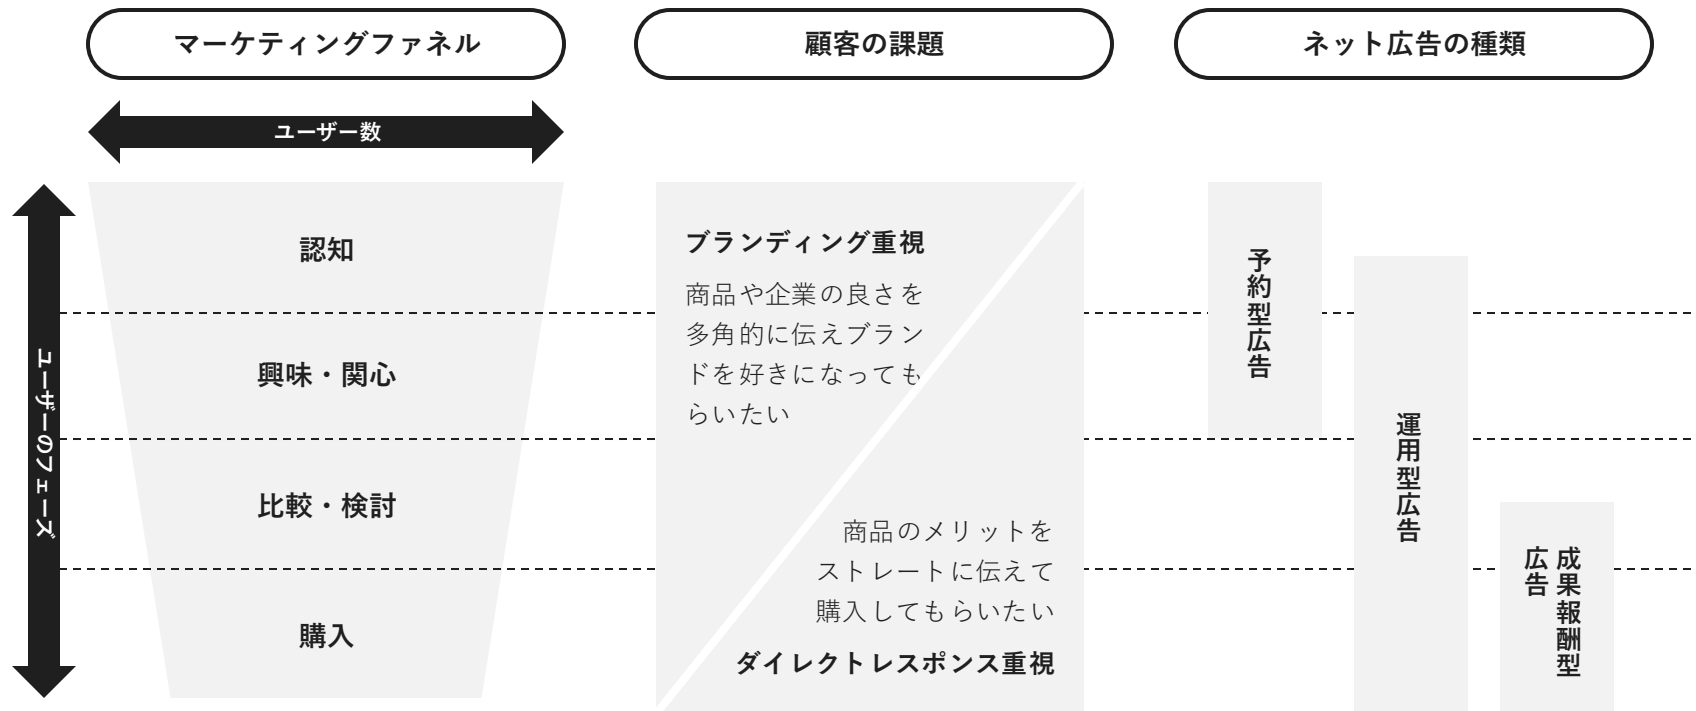 マーケティングファネル
顧客の課題
ネット広告の種類
ユーザー数
ユーザーのフェーズ
認知
興味・関心
比較・検討
購入
ブランディング重視
商品や企業の良さを
多角的に伝えブラン
ドを好きになっても
らいたい
商品のメリットを
ストレートに伝えて
購入してもらいたい
ダイレクトレスポンス重視
予約型広告
運用型広告
成果報酬型
広告